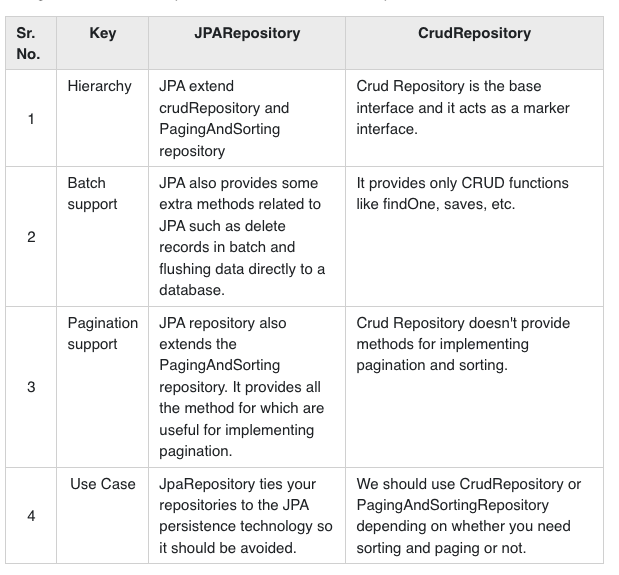 Sr. No.
Key
JPARepository
CrudRepository
1
Hierarchy
JPA extend
crudRepository and
PagingAndSorting
repository
Crud Repository is the base
interface and it acts as a marker
interface.
2
Batch
support
JPA also provides some
extra methods related to
JPA such as delete
records in batch and
flushing data directly to a
database.
It provides only CRUD functions
like findOne, saves, etc.
3
Pagination
support
JPA repository also
extends the
PagingAndSorting
repository. It provides all
the method for which are
useful for implementing
pagination.
Crud Repository doesn't provide
methods for implementing
pagination and sorting.
4
Use Case
JpaRepository ties your
repositories to the JPA
persistence technology so
it should be avoided.
We should use CrudRepository or
PagingAndSortingRepository
depending on whether you need
sorting and paging or not.